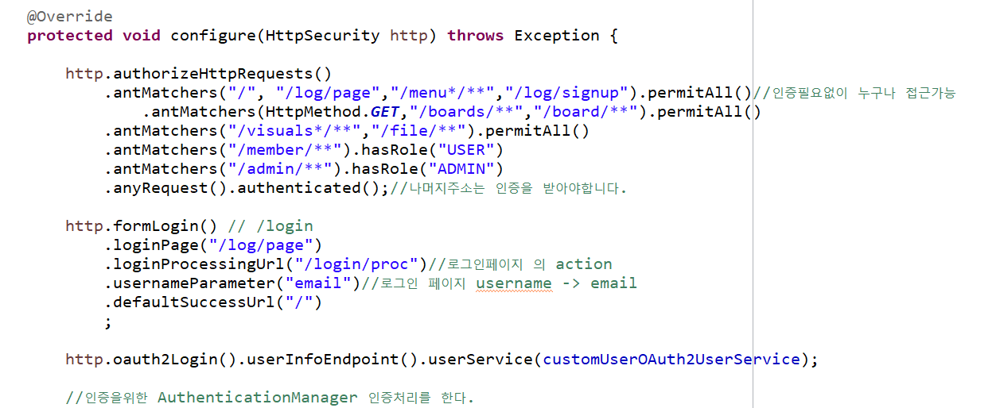 @Override
protected void configure(HttpSecurity http) throws Exception {
http.authorizeHttpRequests()
.antMatchers("/", "/log/page","/menu*/**","/log/signup").permitAll()//인증필요없이 누구나 접근가능
.antMatchers(HttpMethod.GET,"/boards/**","/board/**").permitAll()
.antMatchers("/visuals*/**","/file/**").permitAll()
.antMatchers("/member/**").hasRole("USER")
.antMatchers("/admin/**").hasRole("ADMIN")
.anyRequest().authenticated();//나머지주소는 인증을 받아야합니다.
http.formLogin() // /login
.loginPage("/log/page")
.loginProcessingUrl("/login/proc")//로그인페이지 의 action
.usernameParameter("email")//로그인 페이지 username -> email
.defaultSuccessUrl("/")
;
http.oauth2Login().userInfoEndpoint().userService(customUserOAuth2UserService);
//인증을위한 AuthenticationManager 인증처리를 한다.